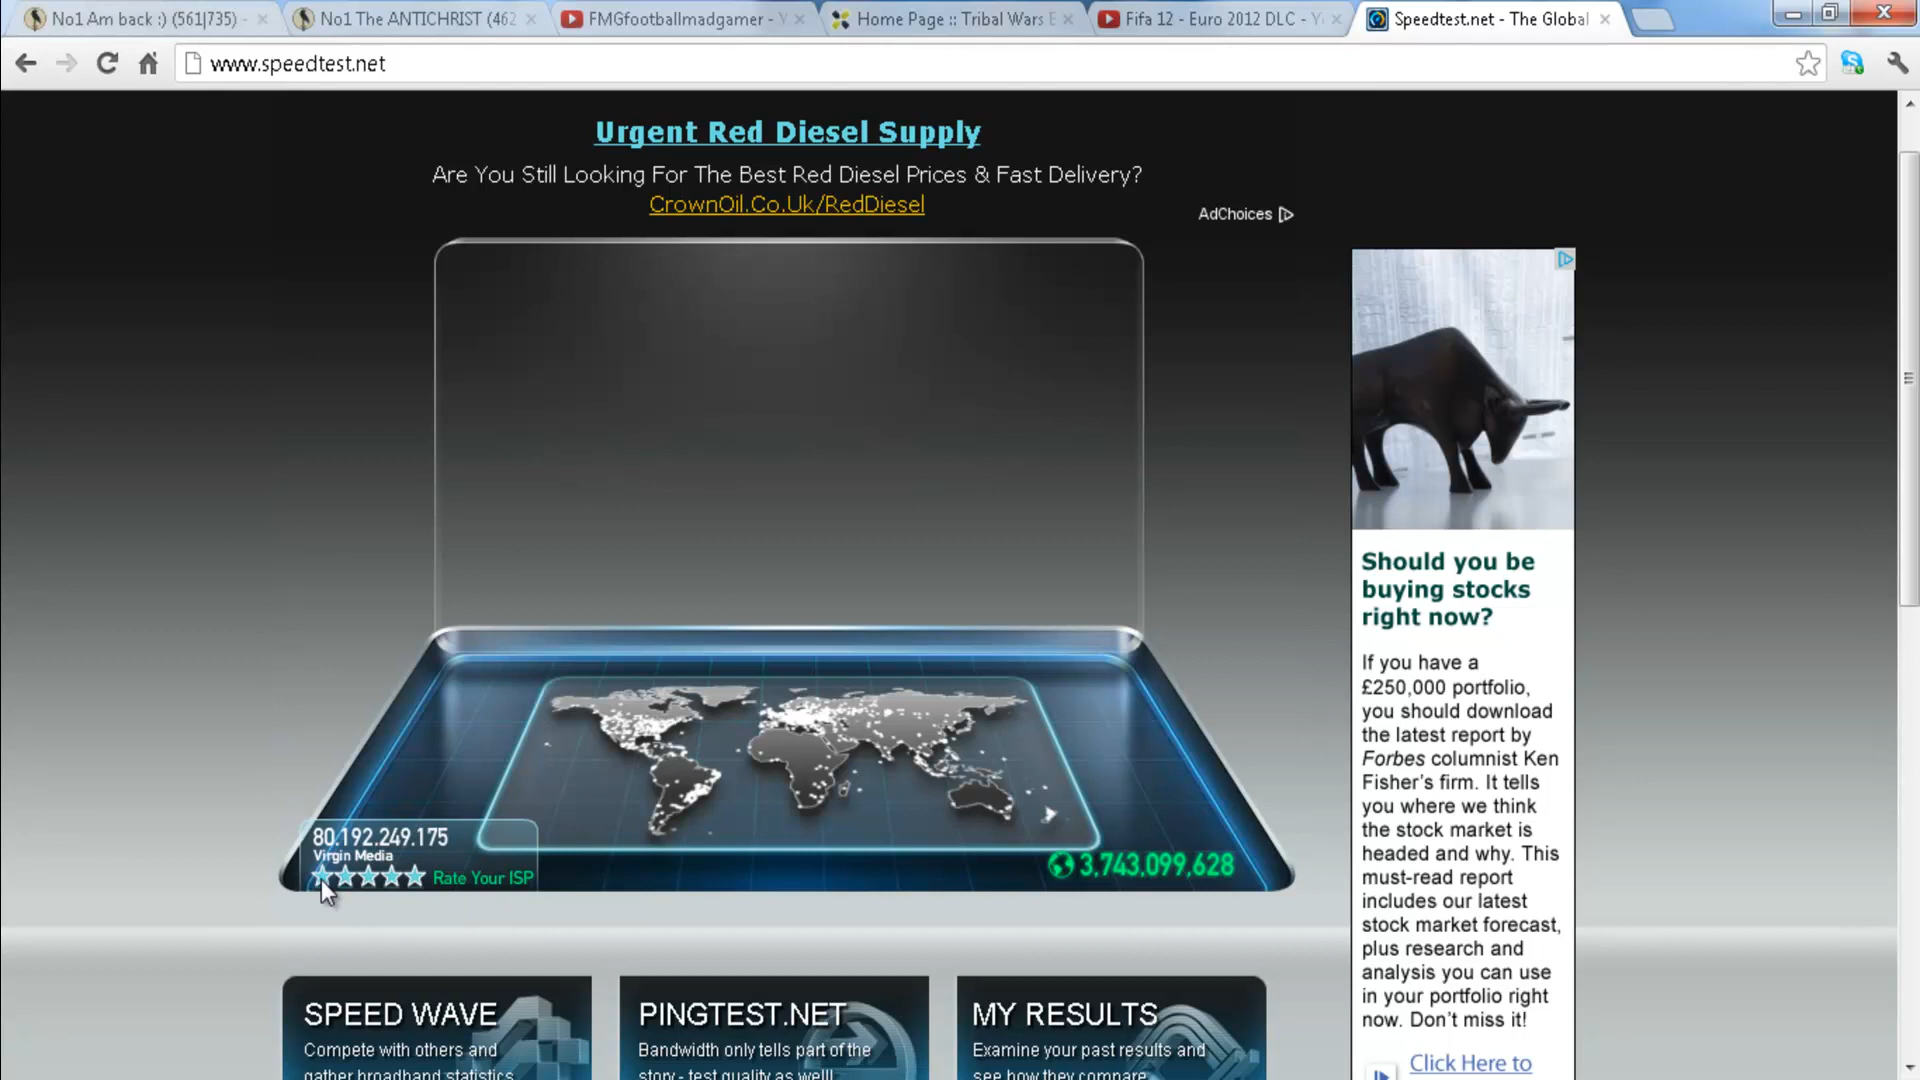 No1 Am back :) (561|735) -
No1 The ANTICHRIST (462
FMGfootballmadgamer - Y
Home Page :: Tribal Wars E
Fifa 12 - Euro 2012 DLC - Yo
Speedtest.net - The Global
www.speedtest.net
Urgent Red Diesel Supply
Are You Still Looking For The Best Red Diesel Prices & Fast Delivery?
CrownOil.Co.Uk/RedDiesel
AdChoices
80.192.249.175
Virgin Media
Rate Your ISP
3,743,099,628
Should you be
buying stocks
right now?
If you have a
£250,000 portfolio,
you should download
the latest report by
Forbes columnist Ken
Fisher's firm. It tells
you where we think
the stock market is
headed and why. This
must-read report
includes our latest
stock market forecast,
plus research and
analysis you can use
in your portfolio right
now. Don't miss it!
Click Here to
SPEED WAVE
Compete with others and
gather broadband statistics
PINGTEST.NET
Bandwidth only tells part of the
story - test quality as well!
MY RESULTS
Examine your past results and
see how they compare